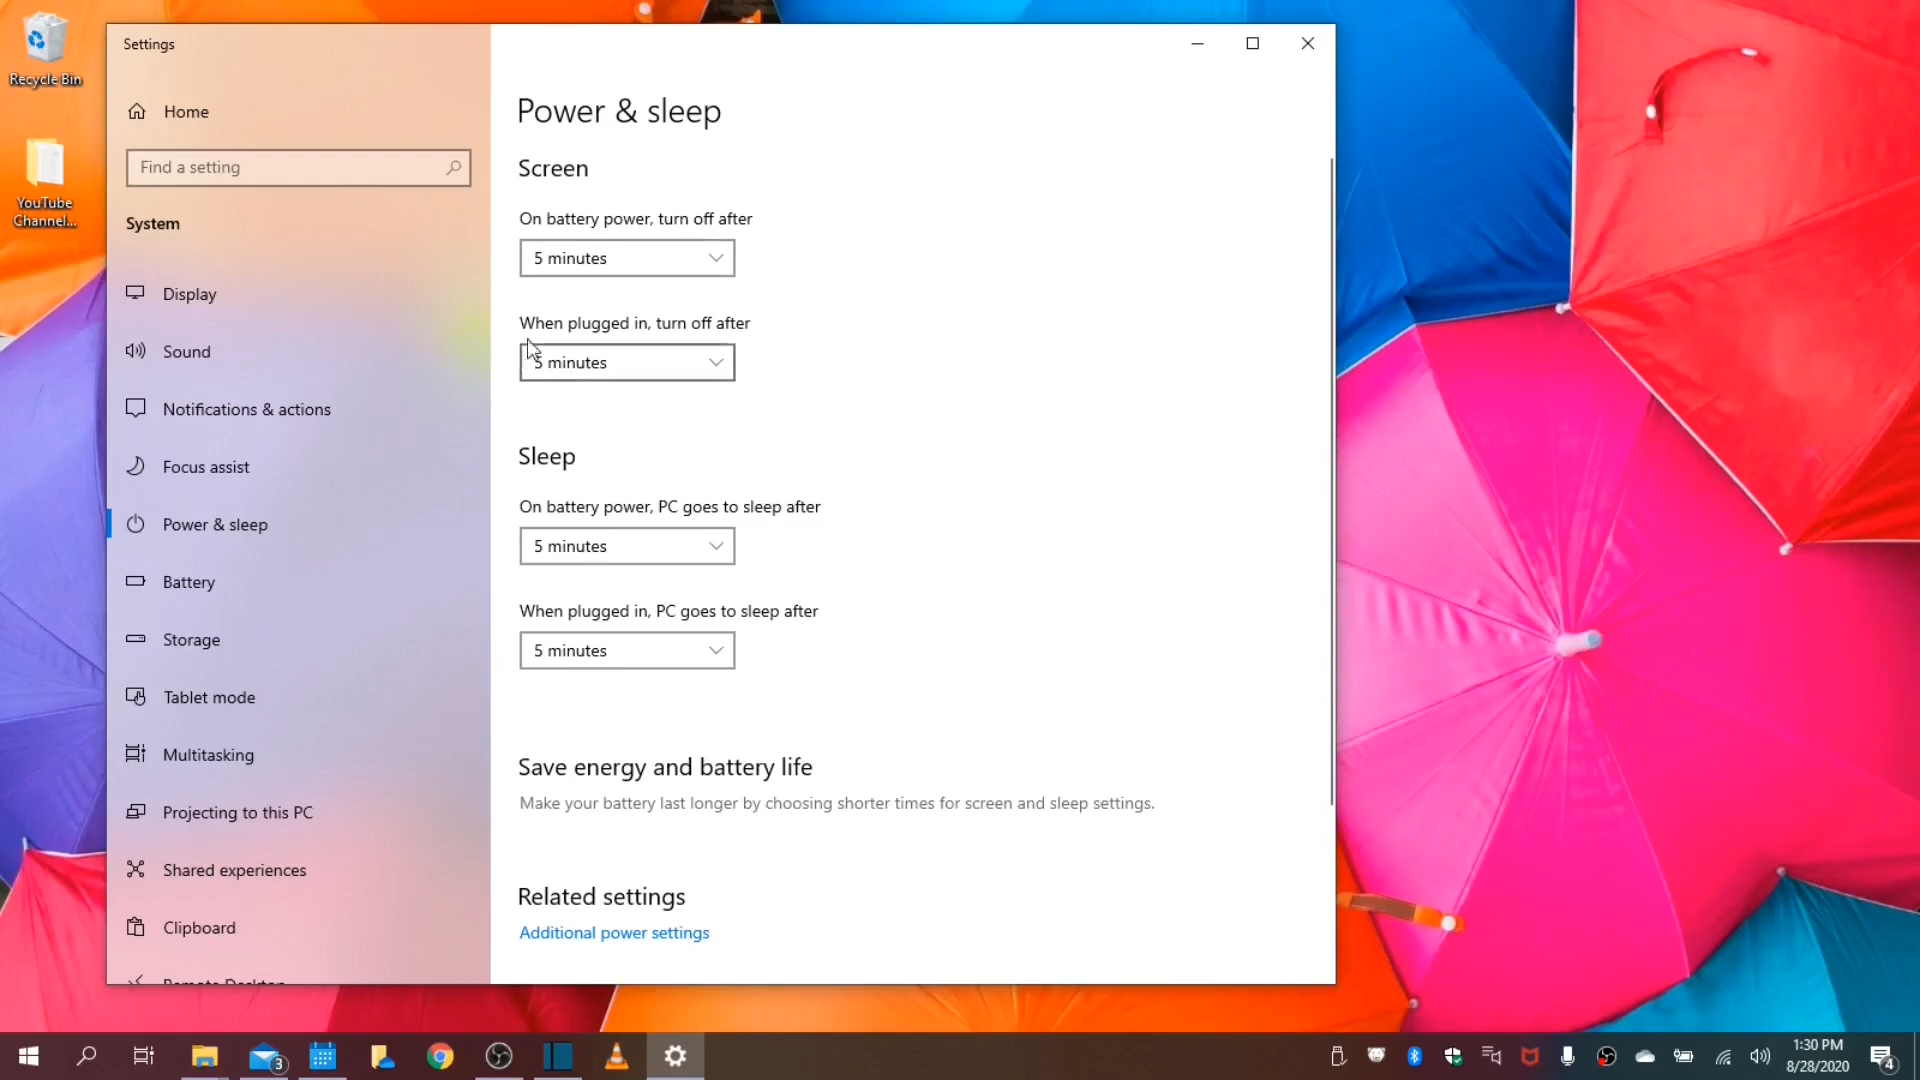 Recycle Bin
YouTube
Channel...
Settings
Home
Find a setting
System
Display
Sound
Notifications & actions
Focus assist
Power & sleep
Battery
Storage
Tablet mode
Multitasking
Projecting to this PC
Shared experiences
Clipboard
Remote Desktop
Power & sleep
Screen
On battery power, turn off after
5 minutes
When plugged in, turn off after
5 minutes
Sleep
On battery power, PC goes to sleep after
5 minutes
When plugged in, PC goes to sleep after
5 minutes
Save energy and battery life
Make your battery last longer by choosing shorter times for screen and sleep settings.
Related settings
Additional power settings
3
1:30 PM
8/28/2020
4